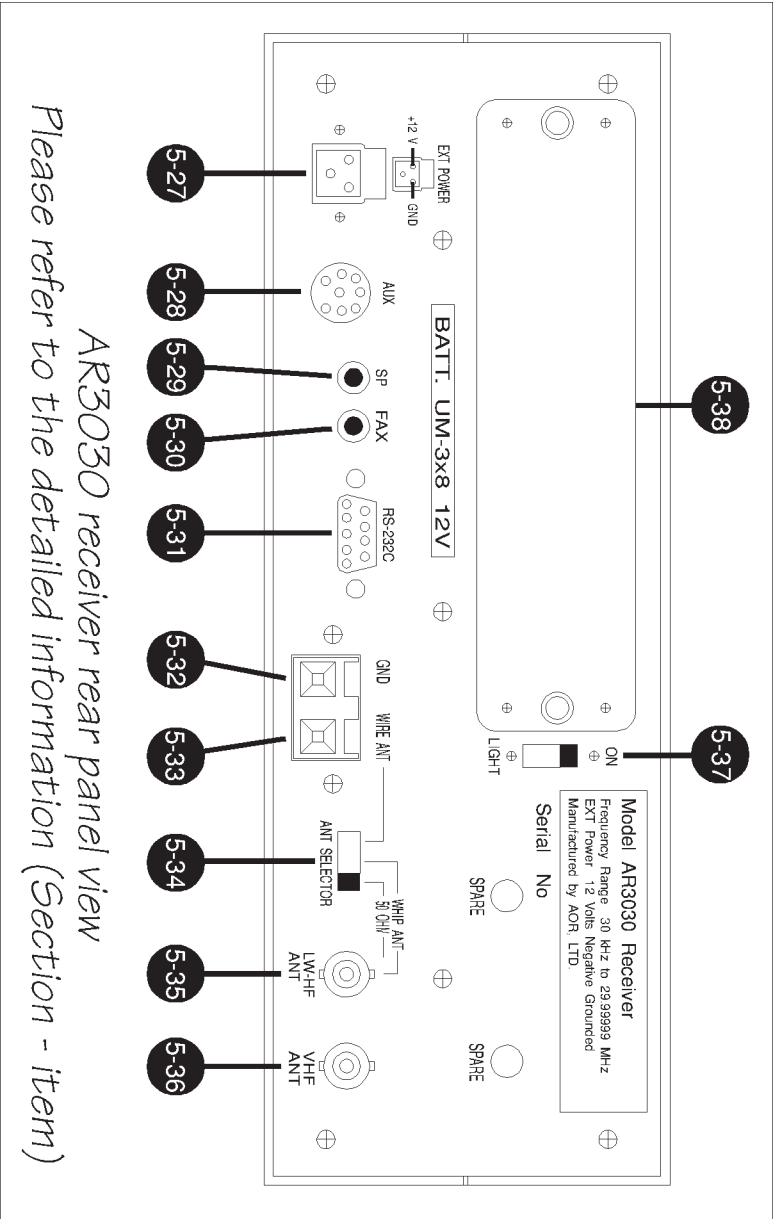 5-38
5-37
ON
LIGHT
Model AR3030 Receiver
Frequency Range 30 kHz to 29.99999 MHz
EXT Power 12 Volts Negative Grounded
Manufactured by AOR, LTD.
Serial No
BATT. UM-3x8 12V
SPARE
SPARE
EXT POWER
+12 V
GND
AUX
SP
FAX
RS-232C
GND
WIRE ANT
WHIP ANT
50 OHM
ANT SELECTOR
LW-HF
ANT
VHF
ANT
5-27
5-28
5-29
5-30
5-31
5-32
5-33
5-34
5-35
5-36
AR3030 receiver rear panel view
Please refer to the detailed information (Section - item)